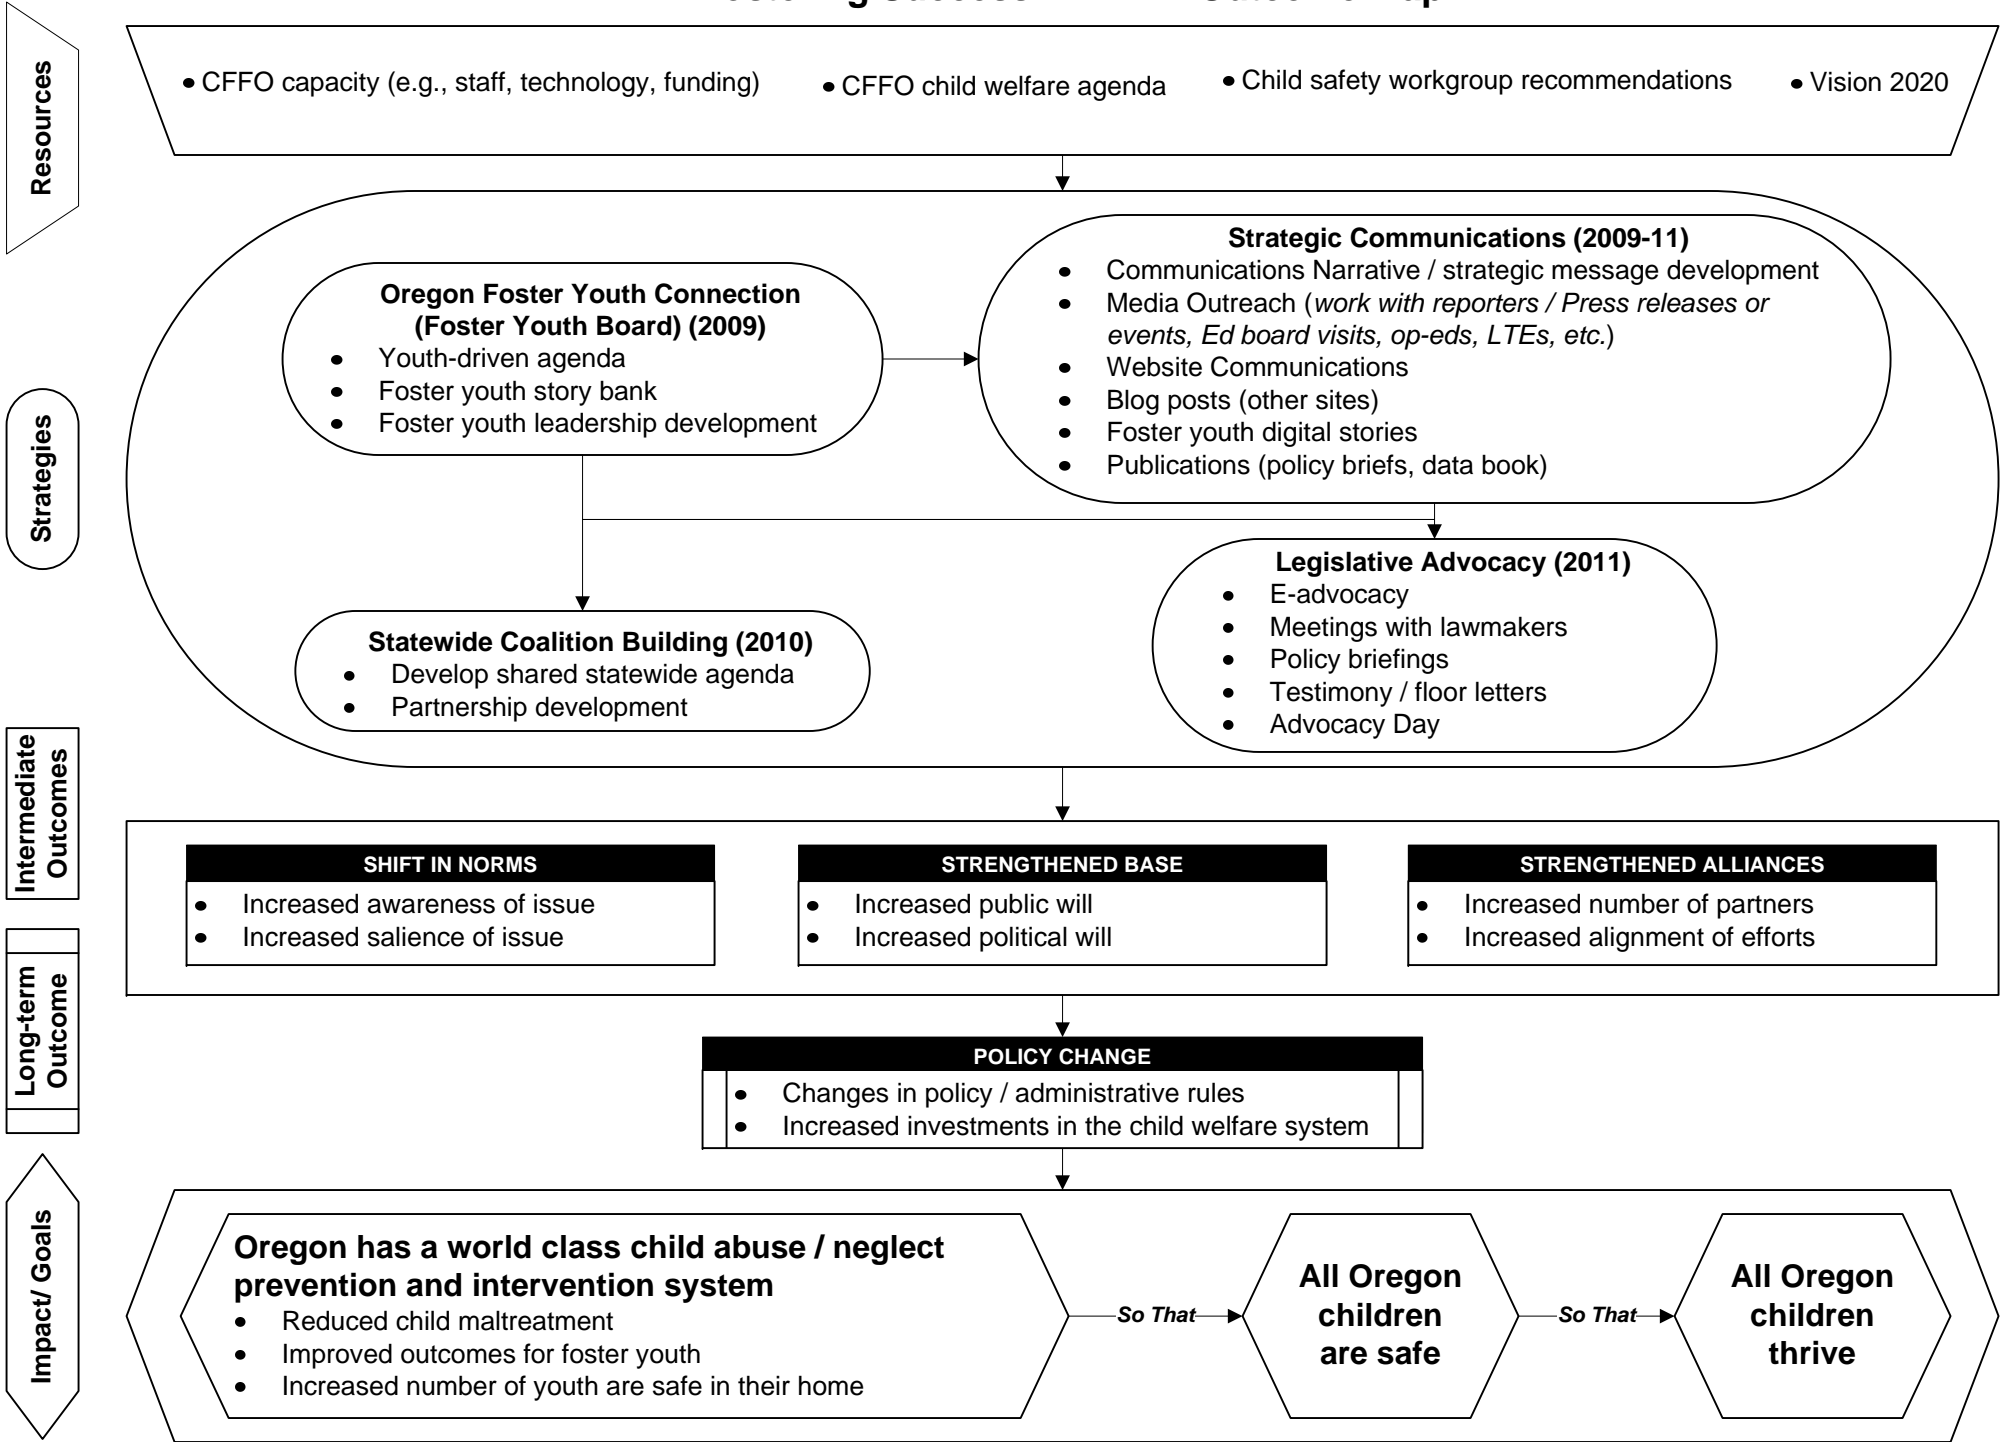 Resources
• CFFO capacity (e.g., staff, technology, funding)
• CFFO child welfare agenda
• Child safety workgroup recommendations
• Vision 2020
Strategies
Oregon Foster Youth Connection
(Foster Youth Board) (2009)
• Youth-driven agenda
• Foster youth story bank
• Foster youth leadership development
Strategic Communications (2009-11)
• Communications Narrative / strategic message development
• Media Outreach (work with reporters / Press releases or
events, Ed board visits, op-eds, LTEs, etc.)
• Website Communications
• Blog posts (other sites)
• Foster youth digital stories
• Publications (policy briefs, data book)
Statewide Coalition Building (2010)
• Develop shared statewide agenda
• Partnership development
Legislative Advocacy (2011)
• E-advocacy
• Meetings with lawmakers
• Policy briefings
• Testimony / floor letters
• Advocacy Day
Intermediate
Outcomes
SHIFT IN NORMS
• Increased awareness of issue
• Increased salience of issue
STRENGTHENED BASE
• Increased public will
• Increased political will
STRENGTHENED ALLIANCES
• Increased number of partners
• Increased alignment of efforts
Long-term
Outcome
POLICY CHANGE
• Changes in policy / administrative rules
• Increased investments in the child welfare system
Impact/ Goals
Oregon has a world class child abuse / neglect
prevention and intervention system
• Reduced child maltreatment
• Improved outcomes for foster youth
• Increased number of youth are safe in their home
So That
All Oregon
children
are safe
So That
All Oregon
children
thrive